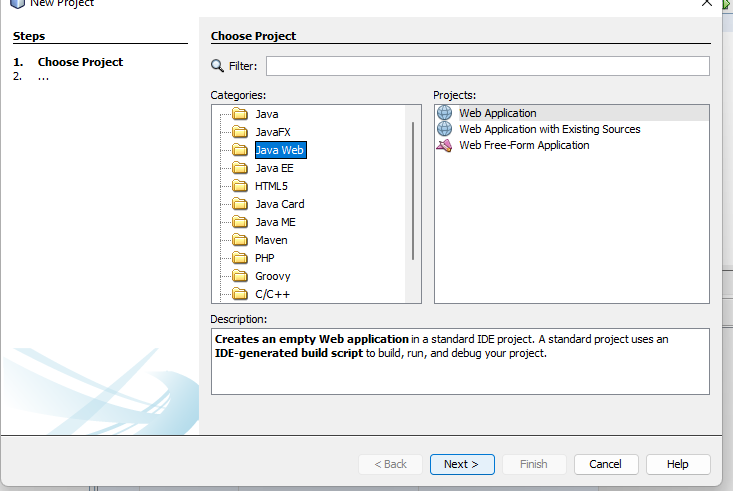 New Project
Steps
1. Choose Project
2. ...
Choose Project
Filter:
Categories:
Java
JavaFX
Java Web
Java EE
HTML5
Java Card
Java ME
Maven
PHP
Groovy
C/C++
Projects:
Web Application
Web Application with Existing Sources
Web Free-Form Application
Description:
Creates an empty Web application in a standard IDE project. A standard project uses an
IDE-generated build script to build, run, and debug your project.
< Back
Next >
Finish
Cancel
Help